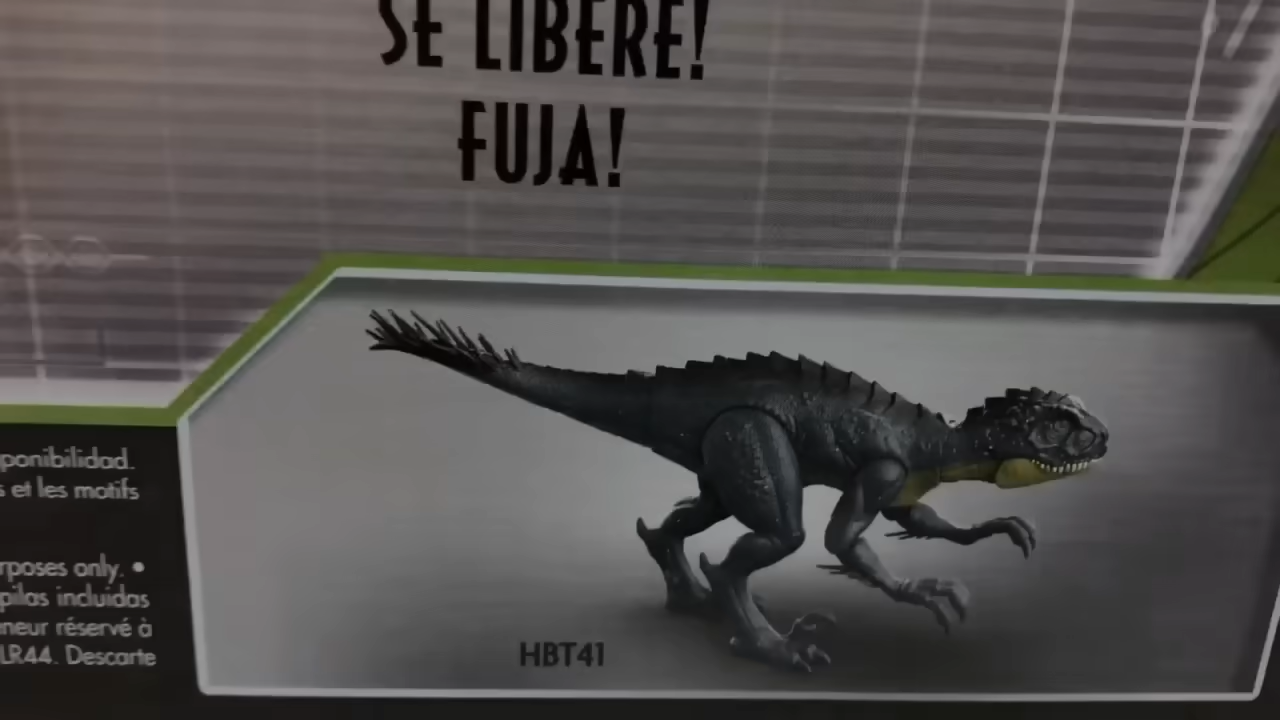 SE LIBERE!
FUJA!
ponibilidad.
s et les motifs
rposes only. •
pilas incluidas
neur réservé à
LR44. Descarte
HBT41